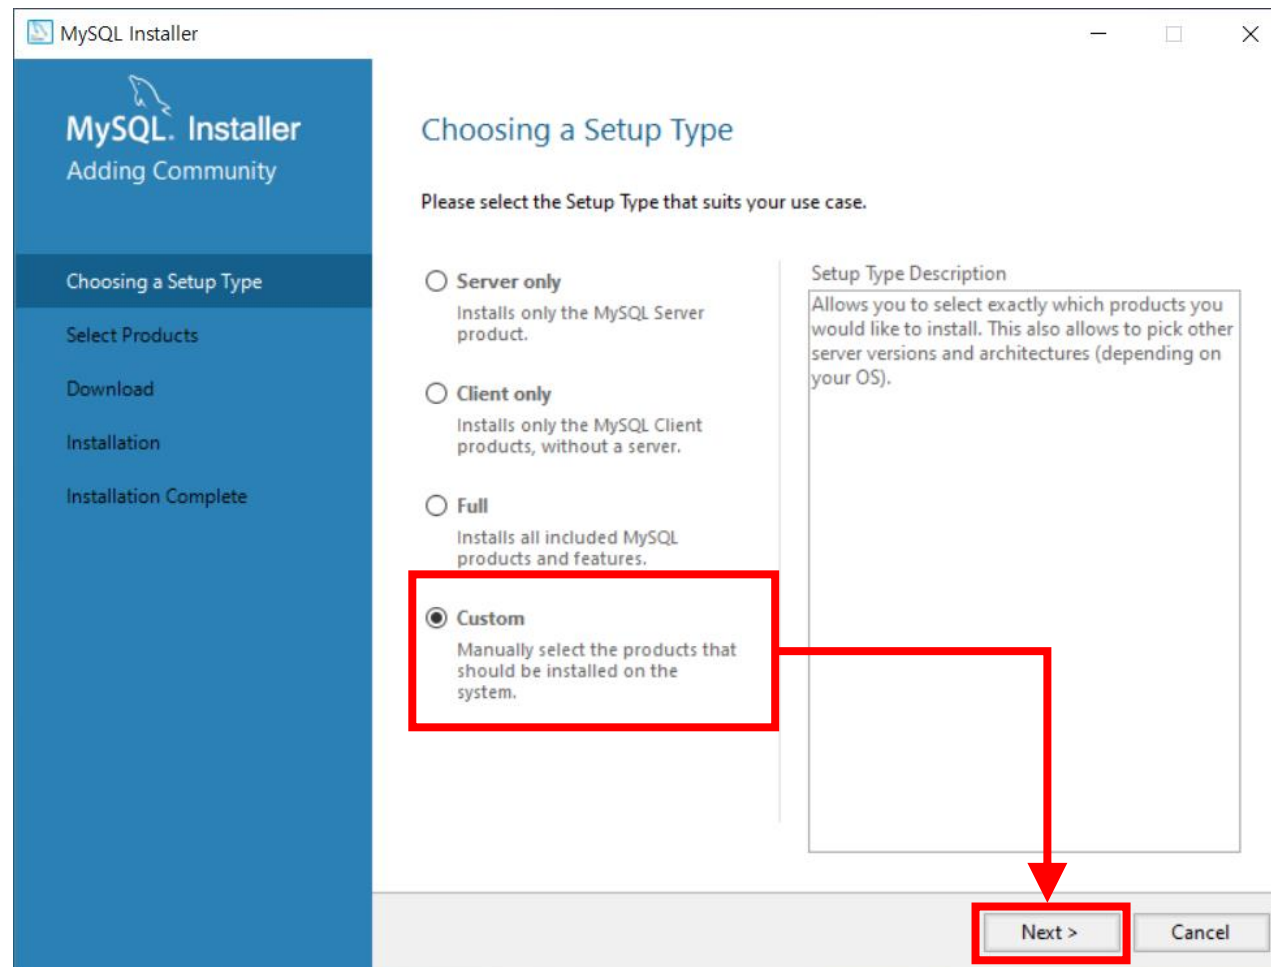 MySQL Installer
MySQL. Installer
Adding Community
Choosing a Setup Type
Select Products
Download
Installation
Installation Complete
Choosing a Setup Type
Please select the Setup Type that suits your use case.
Server only
Installs only the MySQL Server
product.
Client only
Installs only the MySQL Client
products, without a server.
Full
Installs all included MySQL
products and features.
Custom
Manually select the products that
should be installed on the
system.
Setup Type Description
Allows you to select exactly which products you
would like to install. This also allows to pick other
server versions and architectures (depending on
your OS).
Next >
Cancel